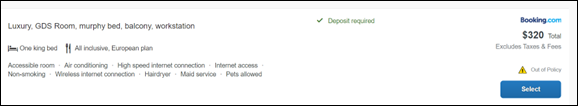 Luxury, GDS Room, murphy bed, balcony, workstation
✓ Deposit required
Booking.com
$320 Total
Excludes Taxes & Fees
One king bed All inclusive, European plan
Accessible room · Air conditioning · High speed internet connection · Internet access ·
Non-smoking · Wireless internet connection · Hairdryer · Maid service · Pets allowed
Out of Policy
Select